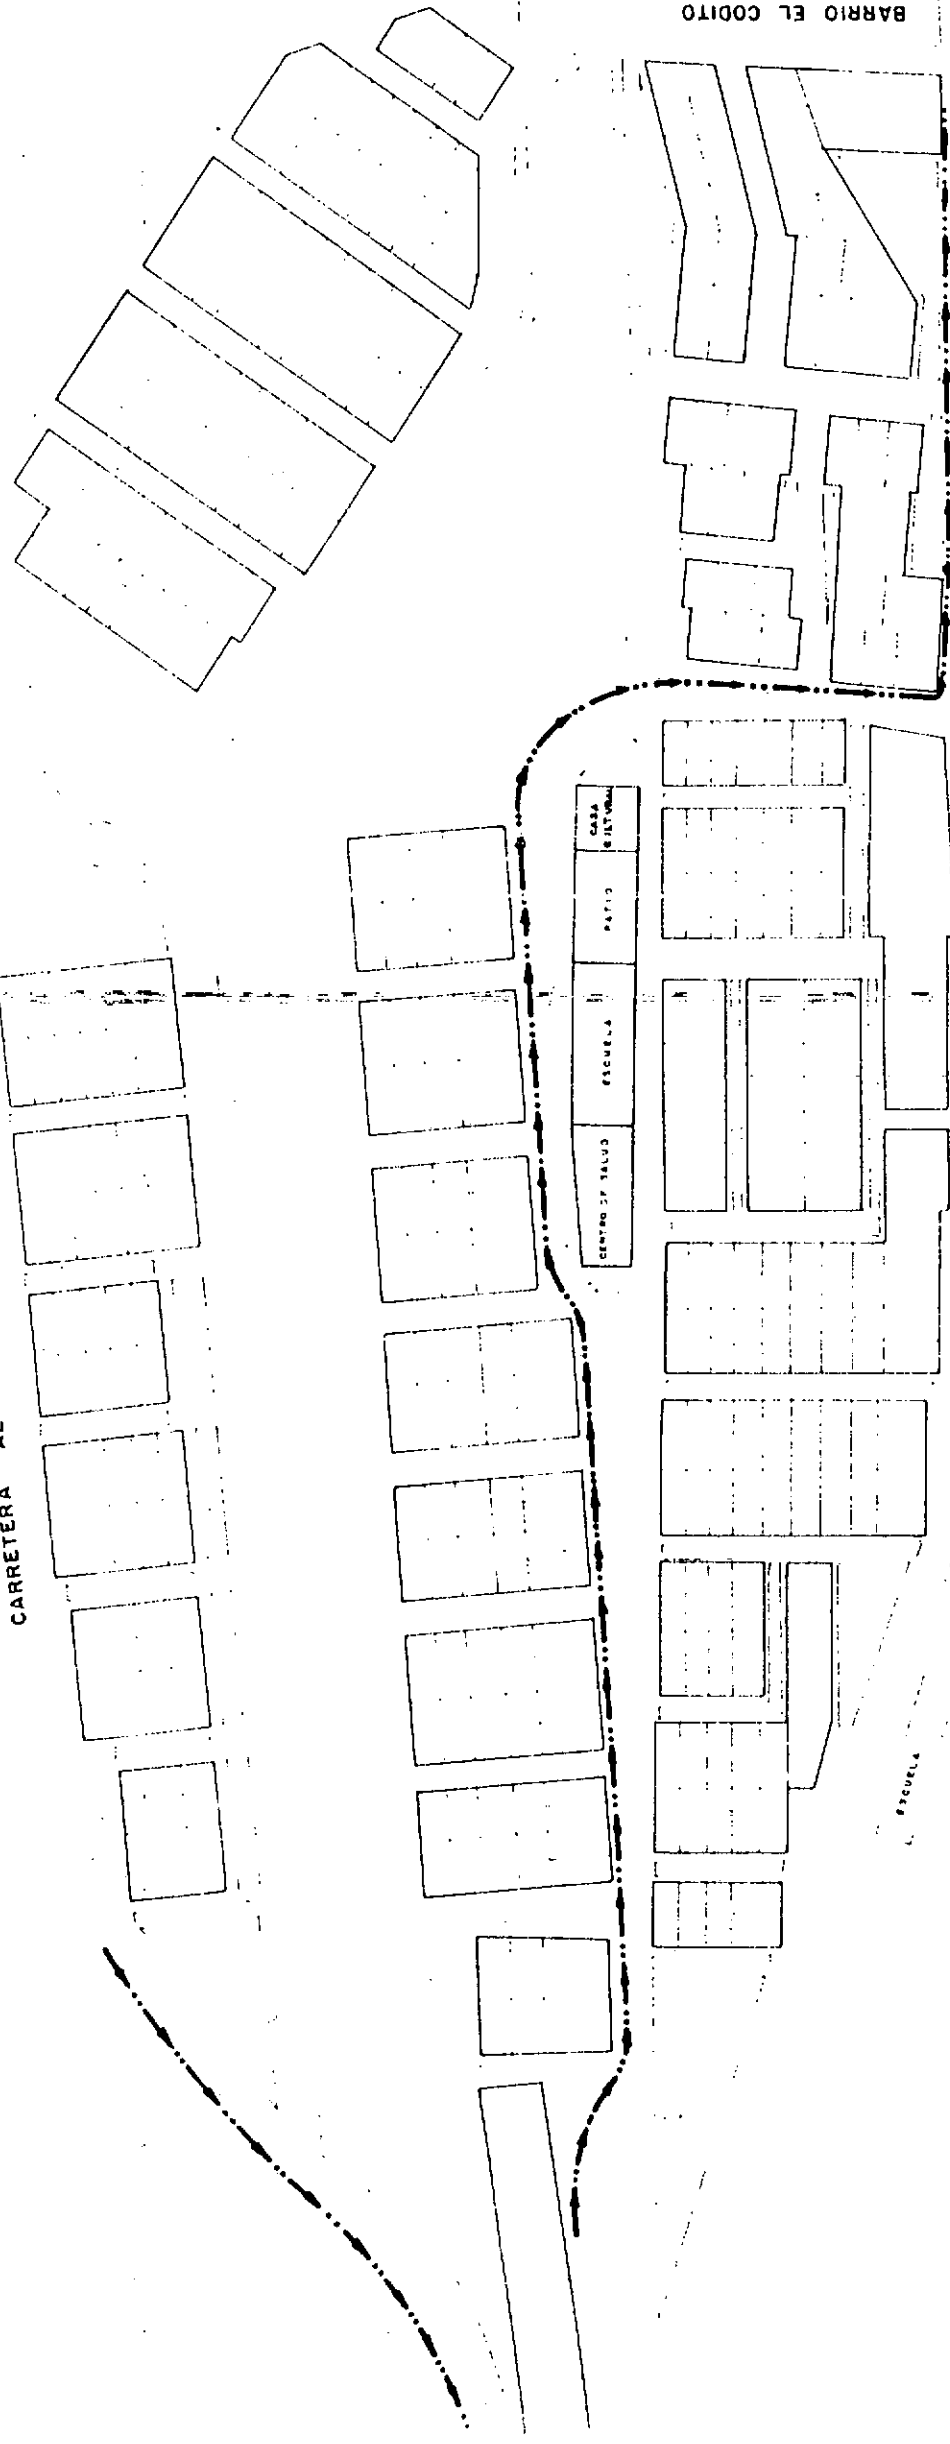 BARRIO EL CODITO
CASA
CULTURAL
PATIO
ESCUELA
CENTRO DE SALUD
CARRETERA AL
ESCUELA